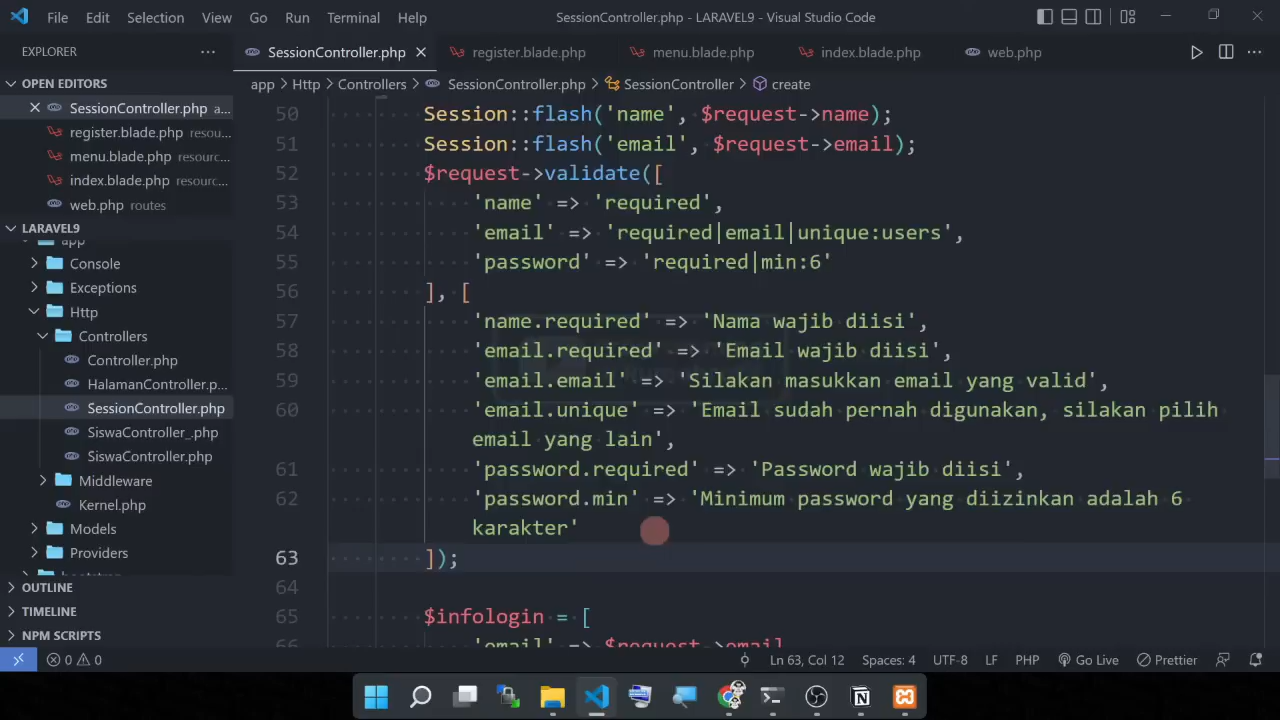 File Edit Selection View Go Run Terminal Help SessionController.php - LARAVEL9 - Visual Studio Code
EXPLORER
SessionController.php register.blade.php menu.blade.php index.blade.php web.php
OPEN EDITORS
SessionController.php a...
register.blade.php resou...
menu.blade.php resourc...
index.blade.php resourc...
web.php routes
LARAVEL9
app
Console
Exceptions
Http
Controllers
Controller.php
HalamanController.p...
SessionController.php
SiswaController_.php
SiswaController.php
Middleware
Kernel.php
Models
Providers
OUTLINE
TIMELINE
NPM SCRIPTS
app > Http > Controllers > SessionController.php > SessionController > create
50 Session::flash('name', $request->name);
51 Session::flash('email', $request->email);
52 $request->validate([
53 'name' => 'required',
54 'email' => 'required|email|unique:users',
55 'password' => 'required|min:6'
56 ], [
57 'name.required' => 'Nama wajib diisi',
58 'email.required' => 'Email wajib diisi',
59 'email.email' => 'Silakan masukkan email yang valid',
60 'email.unique' => 'Email sudah pernah digunakan, silakan pilih
email yang lain',
61 'password.required' => 'Password wajib diisi',
62 'password.min' => 'Minimum password yang diizinkan adalah 6
karakter'
63 ]);
64
65 $infologin = [
66 'email' => $request->email
0 0 Ln 63, Col 12 Spaces: 4 UTF-8 LF PHP Go Live Prettier